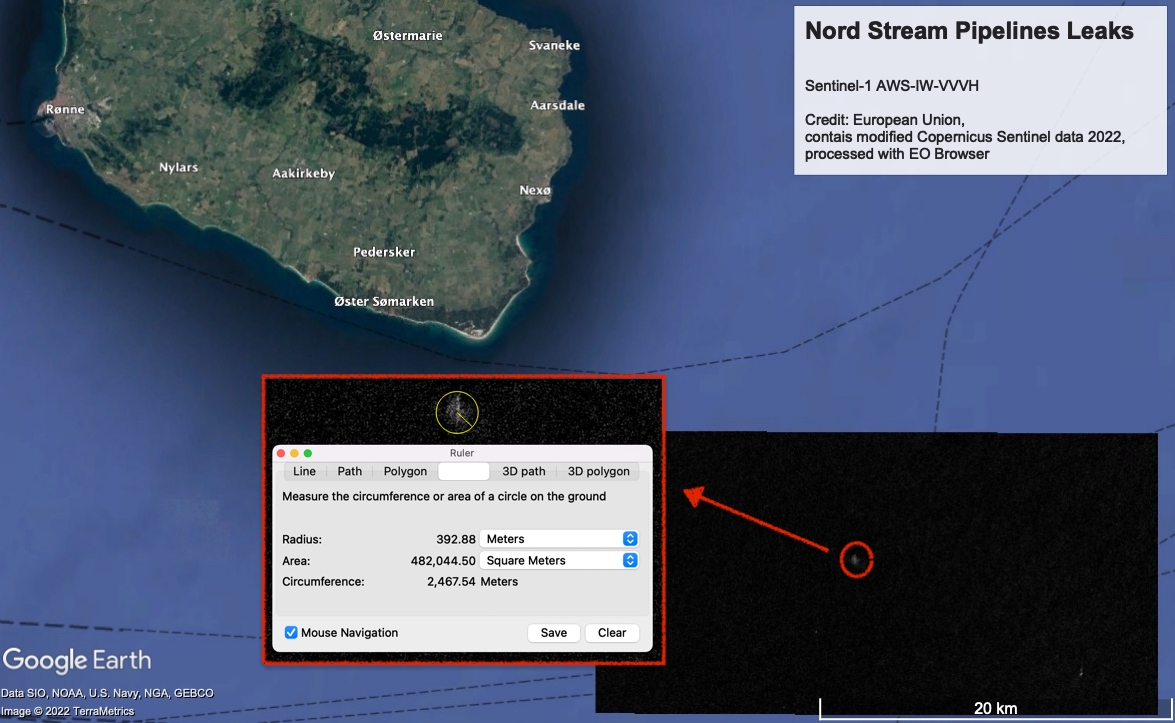 Østermarie
Svaneke
Aarsdale
Rønne
Nylars
Aakirkeby
Nexø
Pedersker
Øster Sømarken
Nord Stream Pipelines Leaks
Sentinel-1 AWS-IW-VVVH
Credit: European Union,
contais modified Copernicus Sentinel data 2022,
processed with EO Browser
Ruler
Line Path Polygon 3D path 3D polygon
Measure the circumference or area of a circle on the ground
Radius: 392.88 Meters
Area: 482,044.50 Square Meters
Circumference: 2,467.54 Meters
Mouse Navigation Save Clear
Google Earth
Data SIO, NOAA, U.S. Navy, NGA, GEBCO
Image © 2022 TerraMetrics
20 km